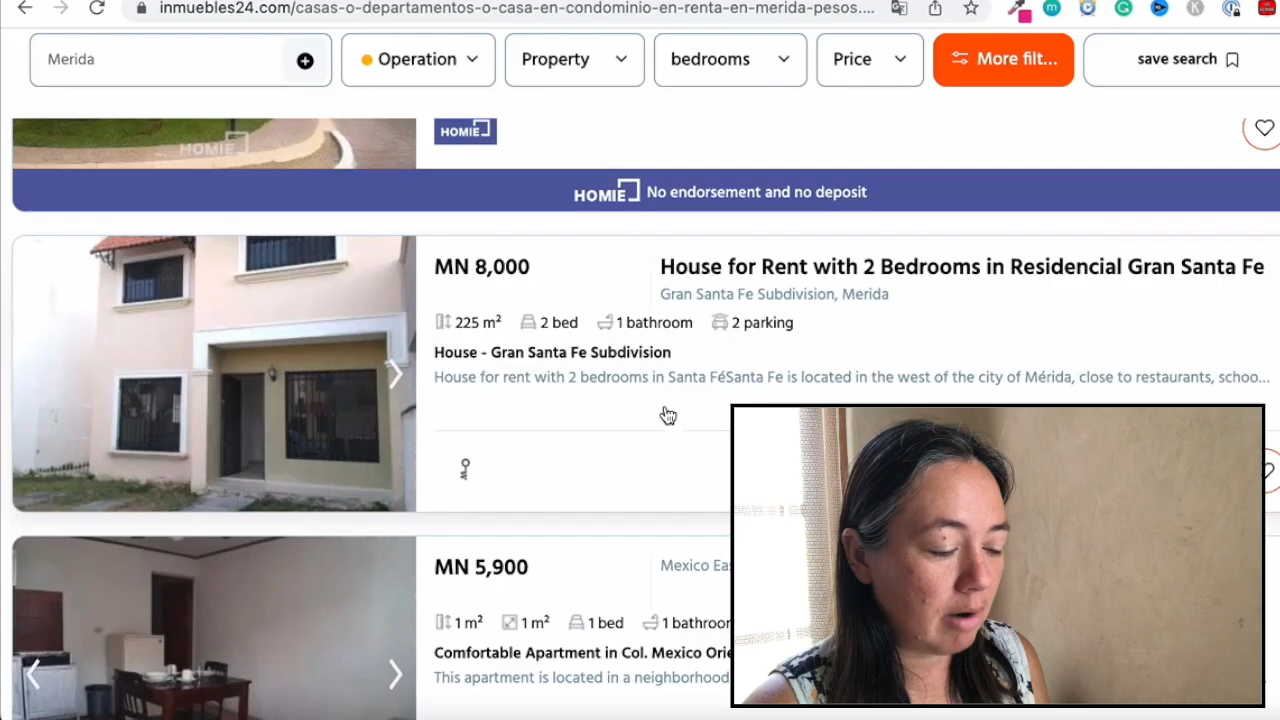 inmuebles24.com/casas-o-departamentos-o-casa-en-condominio-en-renta-en-merida-pesos....
Merida
Operation
Property
bedrooms
Price
More filt...
save search
HOMIE
HOMIE
HOMIE No endorsement and no deposit
MN 8,000
House for Rent with 2 Bedrooms in Residencial Gran Santa Fe
Gran Santa Fe Subdivision, Merida
225 m² 2 bed 1 bathroom 2 parking
House - Gran Santa Fe Subdivision
House for rent with 2 bedrooms in Santa FéSanta Fe is located in the west of the city of Mérida, close to restaurants, schoo...
MN 5,900
Mexico Eas
1 m² 1 m² 1 bed 1 bathroom
Comfortable Apartment in Col. Mexico Orie
This apartment is located in a neighborhood